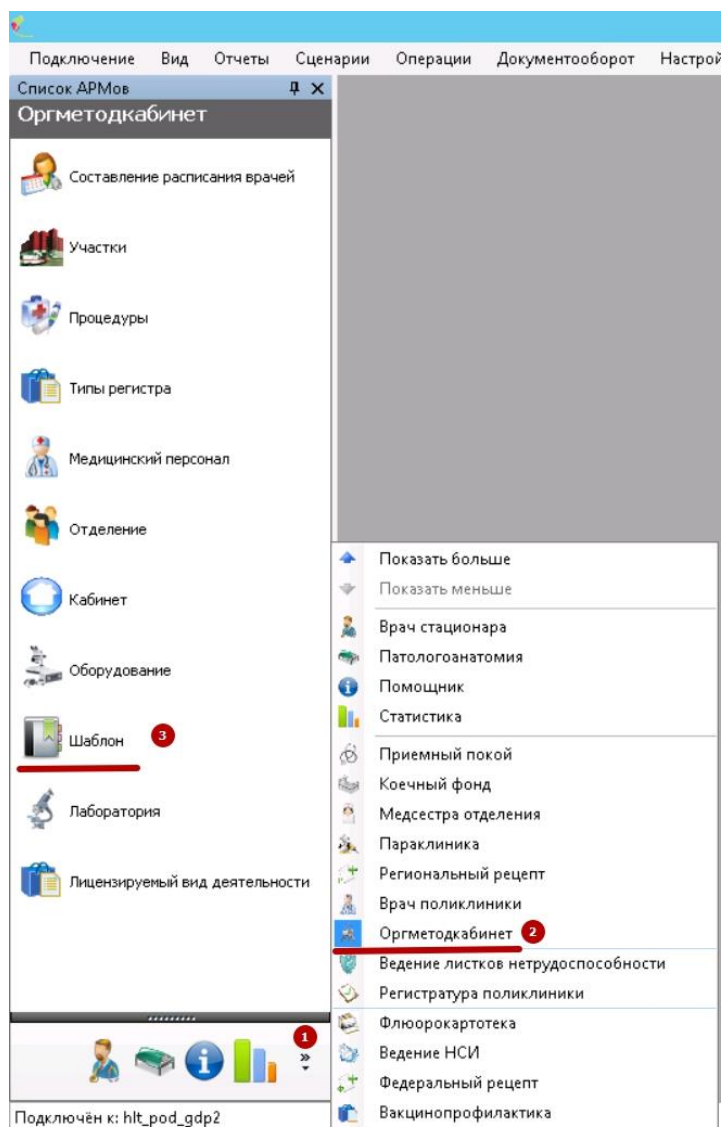 Подключение Вид Отчеты Сценарии Операции Документооборот Настрой
Список АРМов
Оргметодкабинет
Составление расписания врачей
Участки
Процедуры
Типы регистра
Медицинский персонал
Отделение
Кабинет
Оборудование
Шаблон 3
Лаборатория
Лицензируемый вид деятельности
1
Подключён к: hlt_pod_gdp2
Показать больше
Показать меньше
Врач стационара
Патологоанатомия
Помощник
Статистика
Приемный покой
Коечный фонд
Медсестра отделения
Параклиника
Региональный рецепт
Врач поликлиники
Оргметодкабинет 2
Ведение листков нетрудоспособности
Регистратура поликлиники
Флюорокартотека
Ведение НСИ
Федеральный рецепт
Вакцинопрофилактика